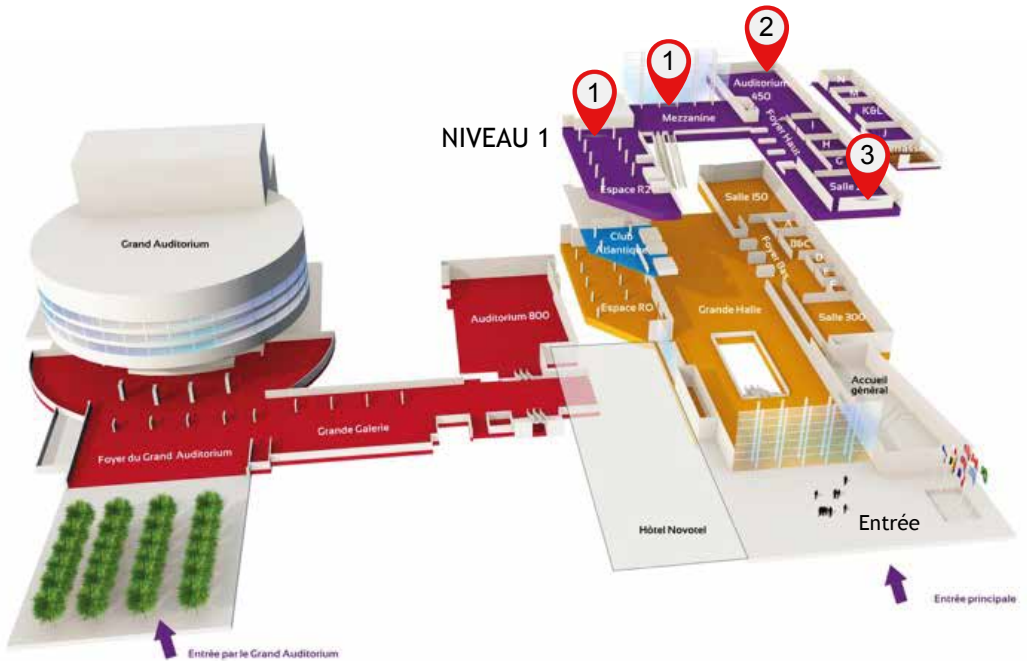 2
1
1
Auditorium
450
N
M
K&L
J
I
H
G
Mezzanine
Foyer Haut
3
NIVEAU 1
Espace R2
Salle
Salle 150
Club
Atlantique
A
B&C
D
E
F
Foyer Bas
Grand Auditorium
Espace RO
Grande Halle
Salle 300
Auditorium 800
Accueil
général
Grande Galerie
Foyer du Grand Auditorium
Hôtel Novotel
Entrée
Entrée principale
Entrée par le Grand Auditorium